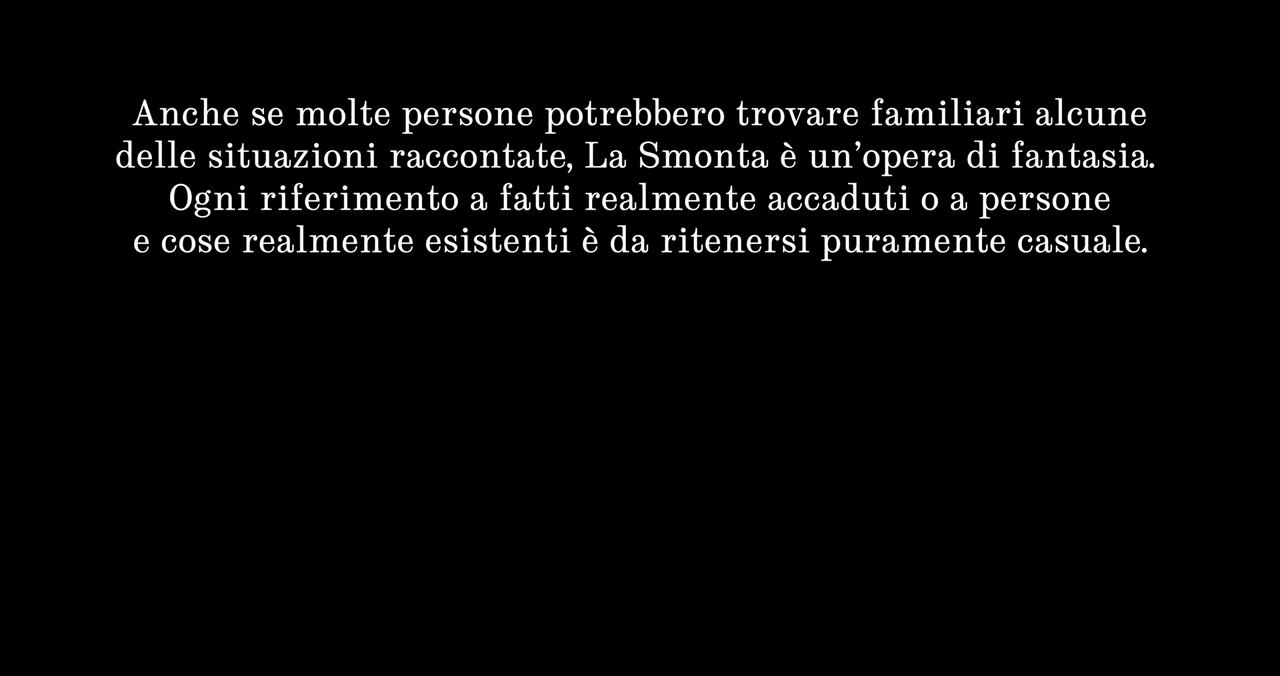 Anche se molte persone potrebbero trovare familiari alcune
delle situazioni raccontate, La Smonta è un’opera di fantasia.
Ogni riferimento a fatti realmente accaduti o a persone
e cose realmente esistenti è da ritenersi puramente casuale.